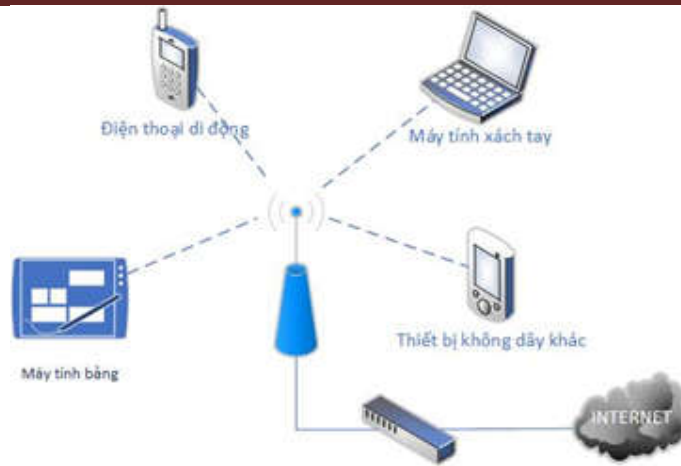 Điện thoại di động
Máy tính xách tay
Máy tính bảng
Thiết bị không dây khác
INTERNET